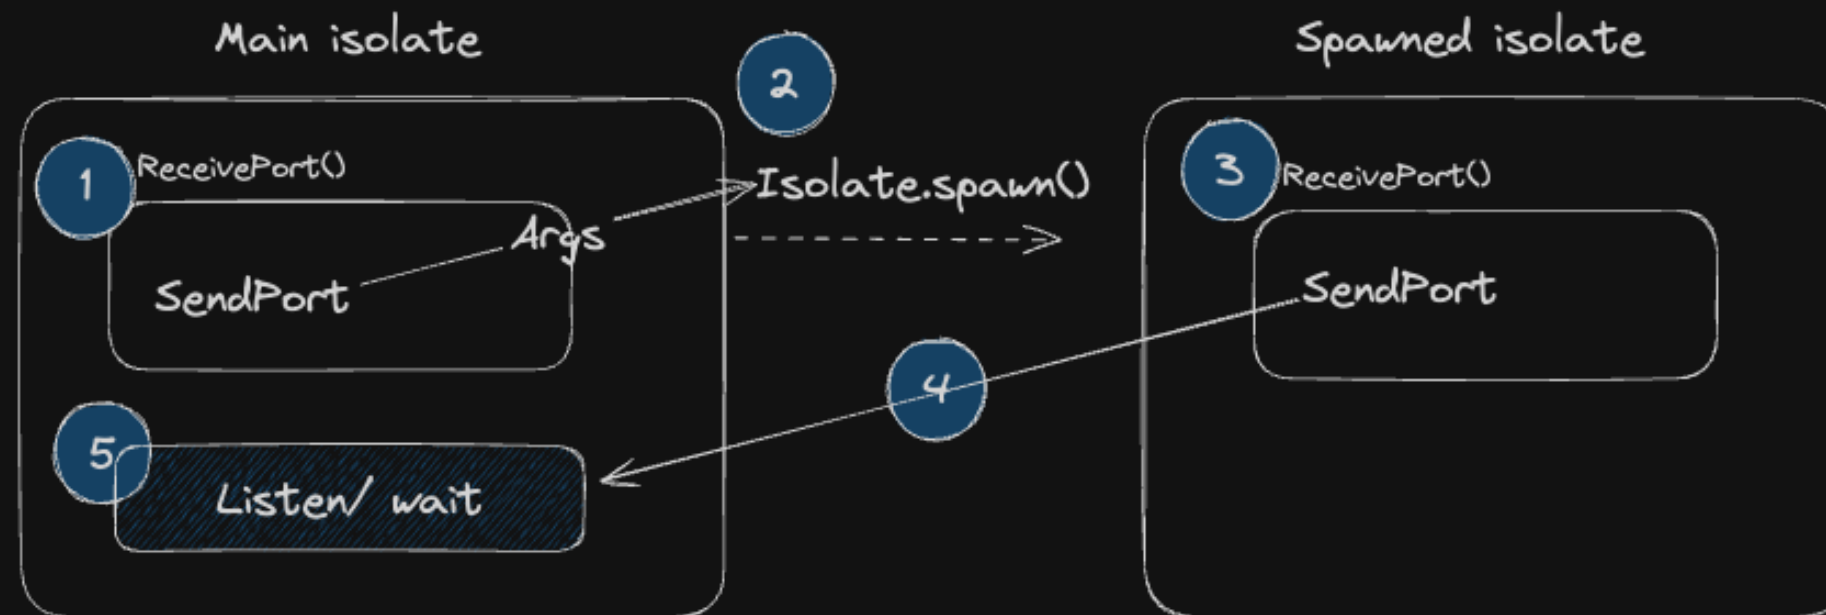 Main isolate
2
Spawned isolate
1
ReceivePort()
Isolate.spawn()
3
ReceivePort()
Args
SendPort
SendPort
4
5
Listen/ wait